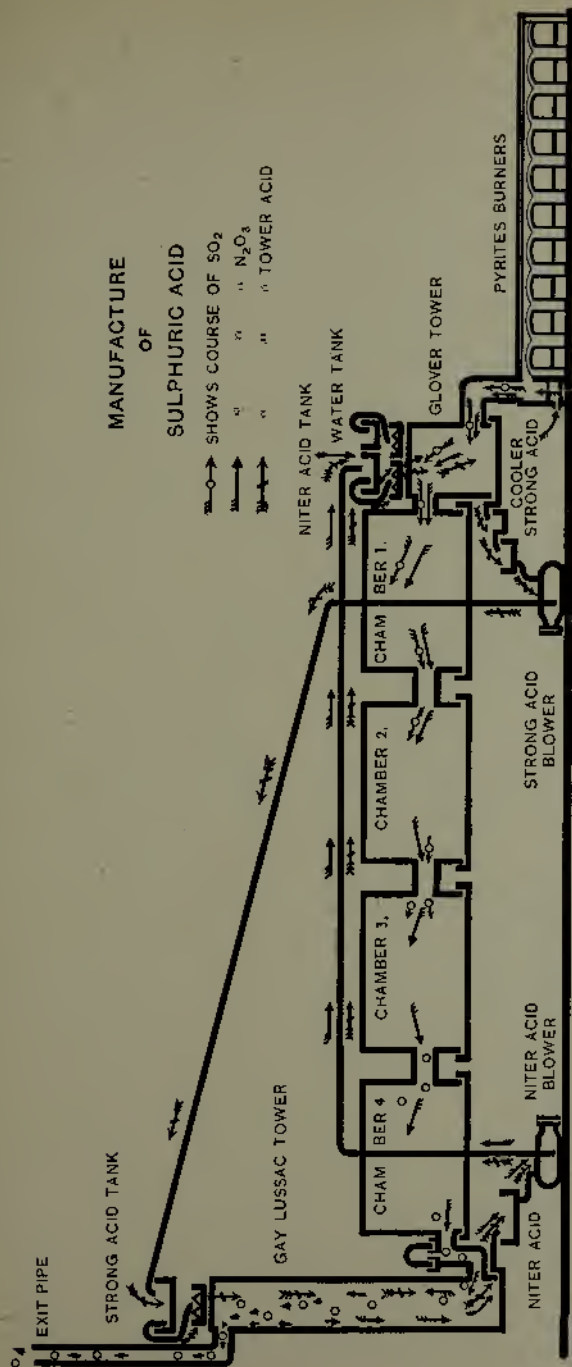 MANUFACTURE
OF
SULPHURIC ACID
SHOWS COURSE OF SO₂
" " " N₂O₃
" " " TOWER ACID
EXIT PIPE
STRONG ACID TANK
GAY LUSSAC TOWER
NITER ACID TANK
WATER TANK
GLOVER TOWER
PYRITES BURNERS
CHAM BER 4
CHAMBER 3.
CHAMBER 2.
CHAM BER 1.
COOLER
STRONG ACID
NITER ACID
NITER ACID
BLOWER
STRONG ACID
BLOWER